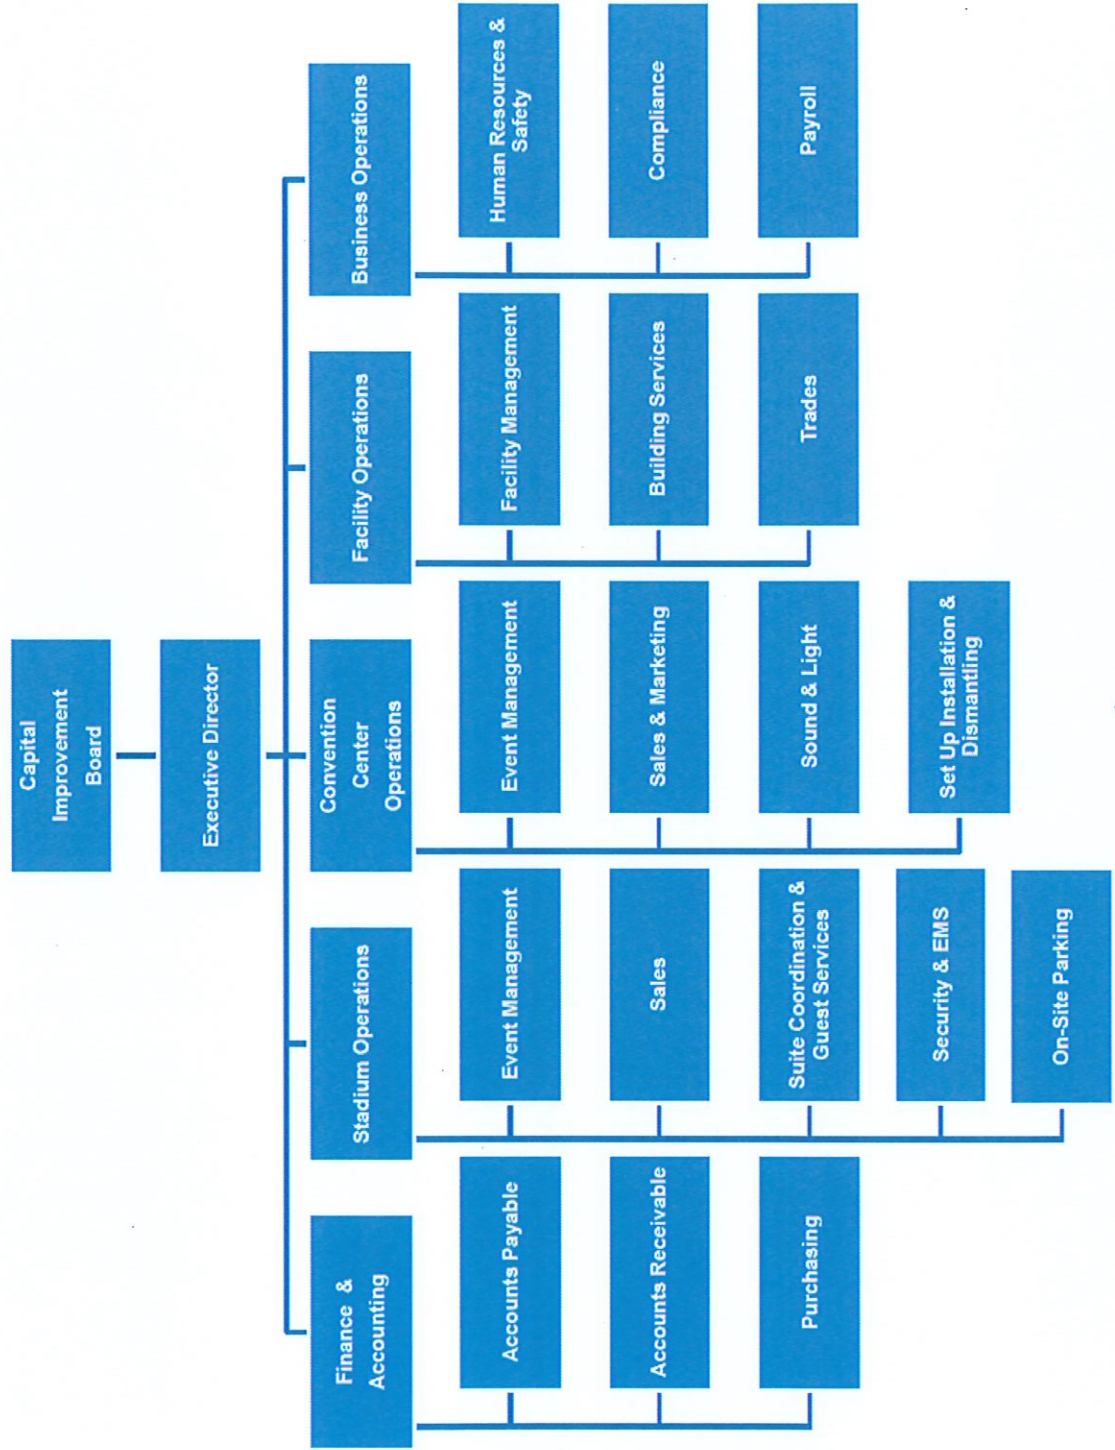 Capital
Improvement
Board
Executive Director
Finance &
Accounting
Stadium Operations
Convention
Center
Operations
Facility Operations
Business Operations
Accounts Payable
Accounts Receivable
Purchasing
Event Management
Sales
Suite Coordination &
Guest Services
Security & EMS
On-Site Parking
Event Management
Sales & Marketing
Sound & Light
Set Up Installation &
Dismantling
Facility Management
Building Services
Trades
Human Resources &
Safety
Compliance
Payroll